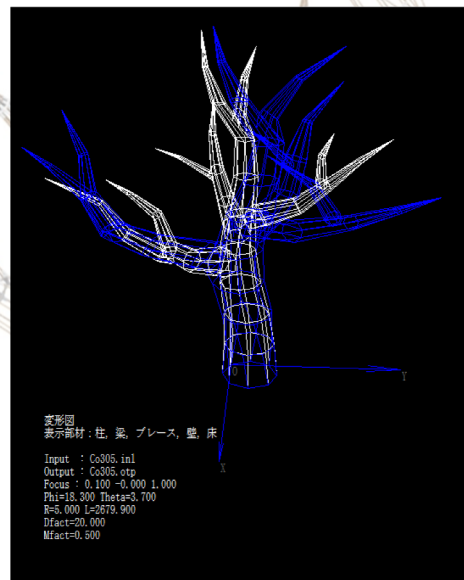 0
Y
X
変形図
表示部材：柱, 梁, ブレース, 壁, 床
Input : Co305.inl
Output : Co305.otp
Focus : 0.100 -0.000 1.000
Phi=18.300 Theta=3.700
R=5.000 L=2679.900
Dfact=20.000
Mfact=0.500